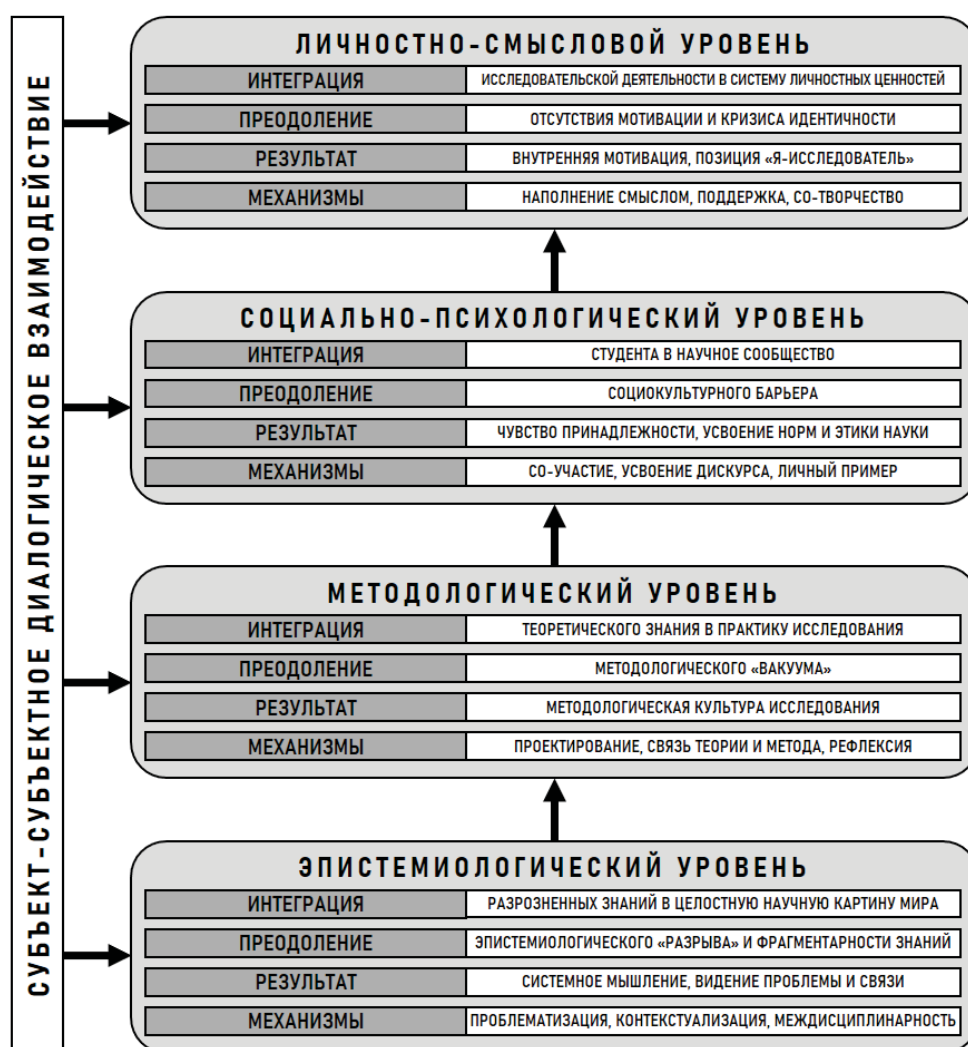 СУБЪЕКТ-СУБЪЕКТНОЕ ДИАЛОГИЧЕСКОЕ ВЗАИМОДЕЙСТВИЕ
ЛИЧНОСТНО-СМЫСЛОВОЙ УРОВЕНЬ
ИНТЕГРАЦИЯ ИССЛЕДОВАТЕЛЬСКОЙ ДЕЯТЕЛЬНОСТИ В СИСТЕМУ ЛИЧНОСТНЫХ ЦЕННОСТЕЙ
ПРЕОДОЛЕНИЕ ОТСУТСТВИЯ МОТИВАЦИИ И КРИЗИСА ИДЕНТИЧНОСТИ
РЕЗУЛЬТАТ ВНУТРЕННЯЯ МОТИВАЦИЯ, ПОЗИЦИЯ «Я-ИССЛЕДОВАТЕЛЬ»
МЕХАНИЗМЫ НАПОЛНЕНИЕ СМЫСЛОМ, ПОДДЕРЖКА, СО-ТВОРЧЕСТВО
СОЦИАЛЬНО-ПСИХОЛОГИЧЕСКИЙ УРОВЕНЬ
ИНТЕГРАЦИЯ СТУДЕНТА В НАУЧНОЕ СООБЩЕСТВО
ПРЕОДОЛЕНИЕ СОЦИОКУЛЬТУРНОГО БАРЬЕРА
РЕЗУЛЬТАТ ЧУВСТВО ПРИНАДЛЕЖНОСТИ, УСВОЕНИЕ НОРМ И ЭТИКИ НАУКИ
МЕХАНИЗМЫ СО-УЧАСТИЕ, УСВОЕНИЕ ДИСКУРСА, ЛИЧНЫЙ ПРИМЕР
МЕТОДОЛОГИЧЕСКИЙ УРОВЕНЬ
ИНТЕГРАЦИЯ ТЕОРЕТИЧЕСКОГО ЗНАНИЯ В ПРАКТИКУ ИССЛЕДОВАНИЯ
ПРЕОДОЛЕНИЕ МЕТОДОЛОГИЧЕСКОГО «ВАКУУМА»
РЕЗУЛЬТАТ МЕТОДОЛОГИЧЕСКАЯ КУЛЬТУРА ИССЛЕДОВАНИЯ
МЕХАНИЗМЫ ПРОЕКТИРОВАНИЕ, СВЯЗЬ ТЕОРИИ И МЕТОДА, РЕФЛЕКСИЯ
ЭПИСТЕМИОЛОГИЧЕСКИЙ УРОВЕНЬ
ИНТЕГРАЦИЯ РАЗРОЗНЕННЫХ ЗНАНИЙ В ЦЕЛОСТНУЮ НАУЧНУЮ КАРТИНУ МИРА
ПРЕОДОЛЕНИЕ ЭПИСТЕМИОЛОГИЧЕСКОГО «РАЗРЫВА» И ФРАГМЕНТАРНОСТИ ЗНАНИЙ
РЕЗУЛЬТАТ СИСТЕМНОЕ МЫШЛЕНИЕ, ВИДЕНИЕ ПРОБЛЕМЫ И СВЯЗИ
МЕХАНИЗМЫ ПРОБЛЕМАТИЗАЦИЯ, КОНТЕКСТУАЛИЗАЦИЯ, МЕЖДИСЦИПЛИНАРНОСТЬ